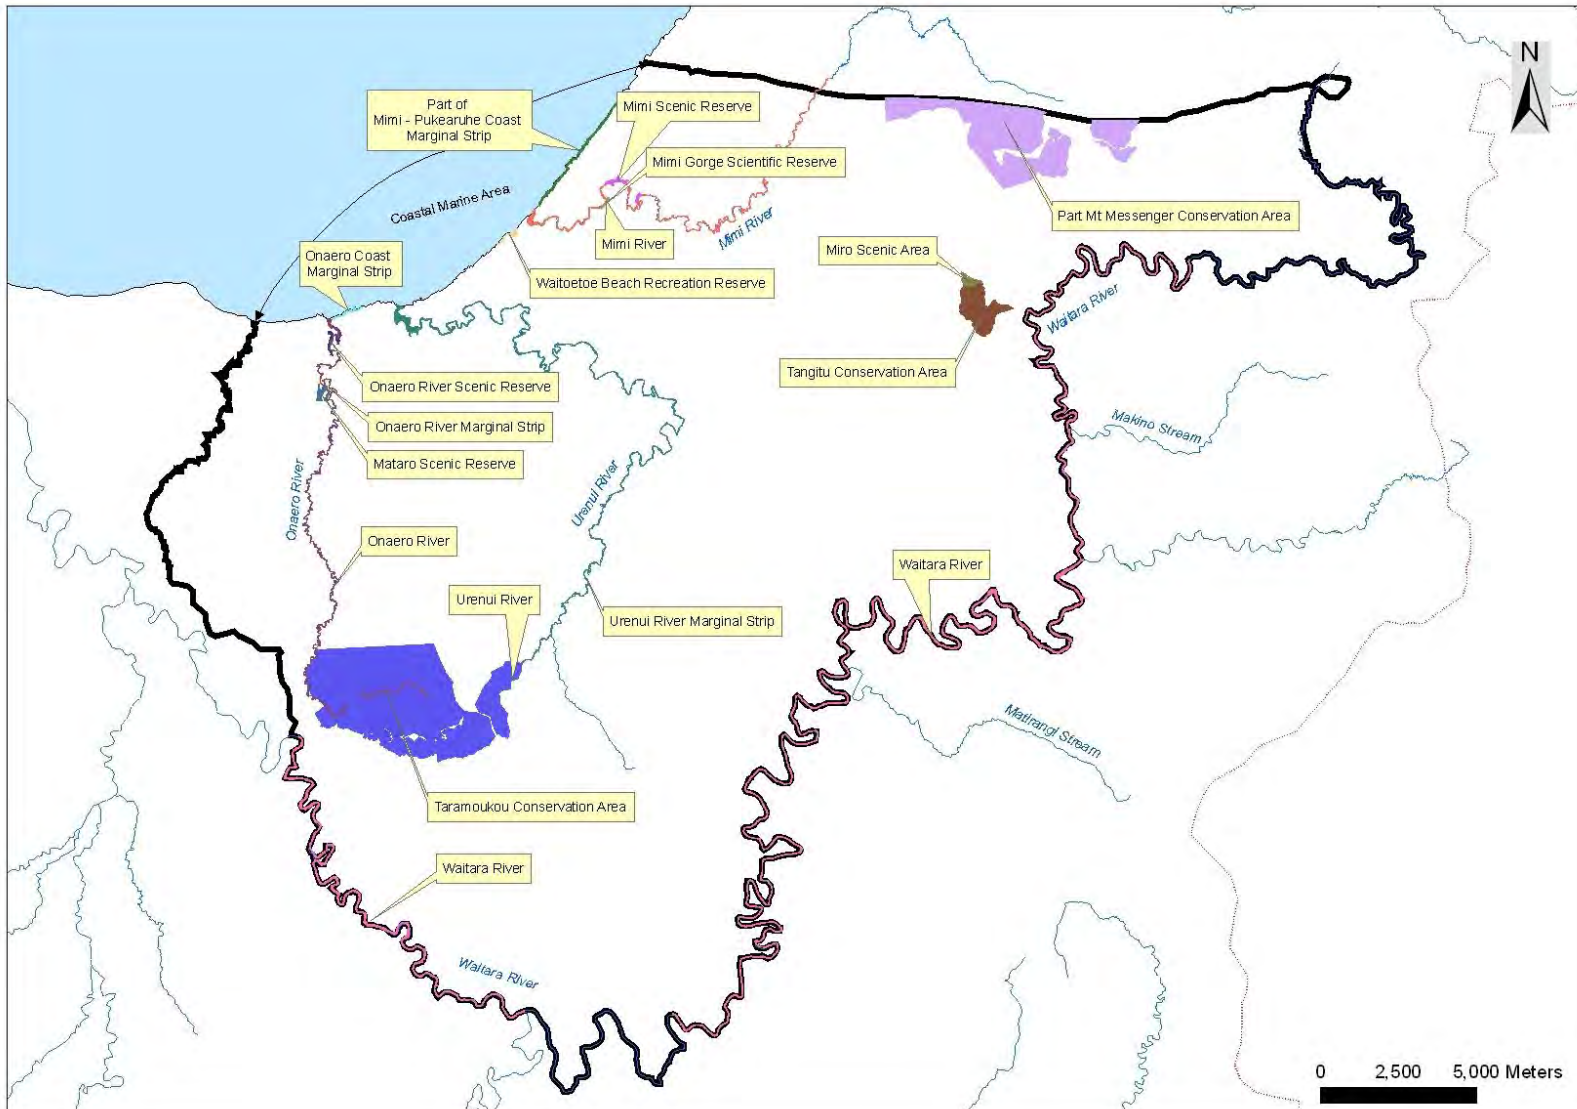 N
Part of
Mimi - Pukearuhe Coast
Marginal Strip
Mimi Scenic Reserve
Mimi Gorge Scientific Reserve
Coastal Marine Area
Mimi River
Mimi River
Part Mt Messenger Conservation Area
Onaero Coast
Marginal Strip
Waitoetoe Beach Recreation Reserve
Miro Scenic Area
Waitara River
Tangitu Conservation Area
Onaero River Scenic Reserve
Onaero River Marginal Strip
Mataro Scenic Reserve
Makino Stream
Onaero River
Urenui River
Onaero River
Waitara River
Urenui River
Urenui River Marginal Strip
Matirangi Stream
Taramoukou Conservation Area
Waitara River
Waitara River
0 2,500 5,000 Meters